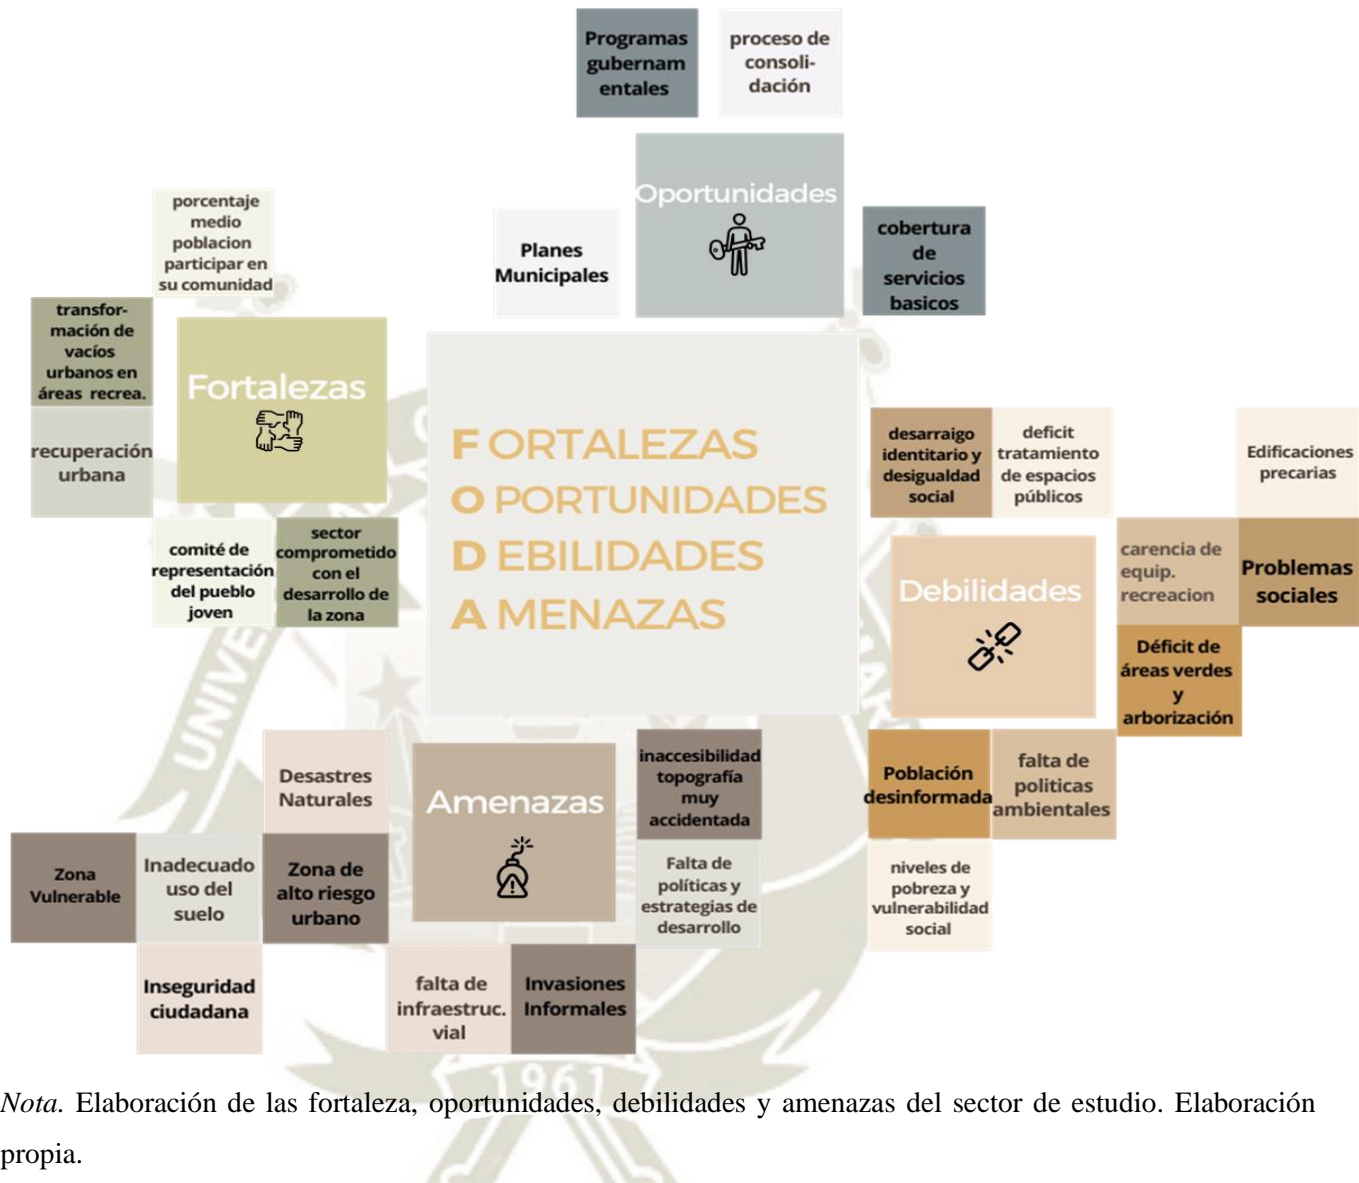 Programas
gubernam
entales
proceso de
consoli-
dación
Oportunidades
Planes
Municipales
cobertura
de
servicios
basicos
porcentaje
medio
poblacion
participar en
su comunidad
transfor-
mación de
vacíos
urbanos en
áreas recrea.
Fortalezas
recuperación
urbana
comité de
representación
del pueblo
joven
sector
comprometido
con el
desarrollo de
la zona
F ORTALEZAS
O PORTUNIDADES
D EBILIDADES
A MENAZAS
desarraigo
identitario y
desigualdad
social
deficit
tratamiento
de espacios
públicos
Edificaciones
precarias
Debilidades
carencia de
equip.
recreacion
Problemas
sociales
Déficit de
áreas verdes
y
arborización
Población
desinformada
falta de
politicas
ambientales
niveles de
pobreza y
vulnerabilidad
social
Desastres
Naturales
Amenazas
inaccesibilidad
topografía
muy
accidentada
Zona
Vulnerable
Inadecuado
uso del
suelo
Zona de
alto riesgo
urbano
Falta de
políticas y
estrategias de
desarrollo
Inseguridad
ciudadana
falta de
infraestruc.
vial
Invasiones
Informales
1961
Nota. Elaboración de las fortaleza, oportunidades, debilidades y amenazas del sector de estudio. Elaboración
propia.